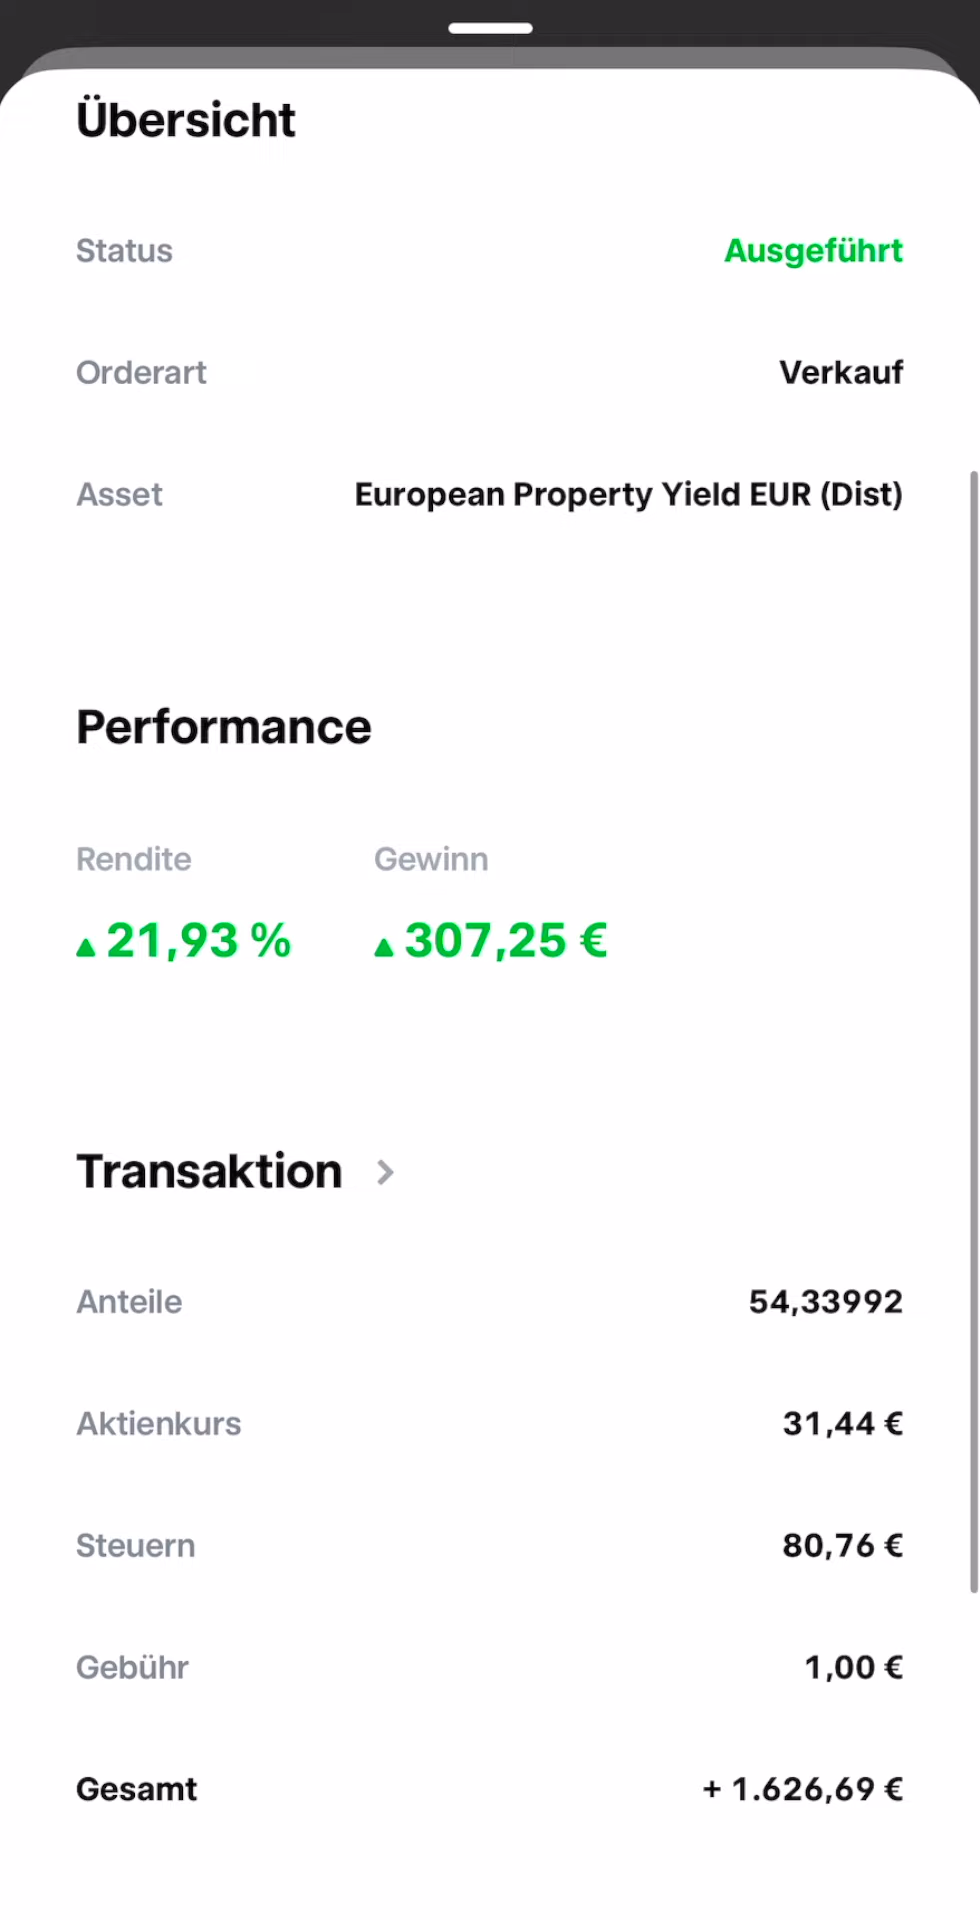 Übersicht
Status Ausgeführt
Orderart Verkauf
Asset European Property Yield EUR (Dist)
Performance
Rendite Gewinn
▲ 21,93 % ▲ 307,25 €
Transaktion >
Anteile 54,33992
Aktienkurs 31,44 €
Steuern 80,76 €
Gebühr 1,00 €
Gesamt + 1.626,69 €